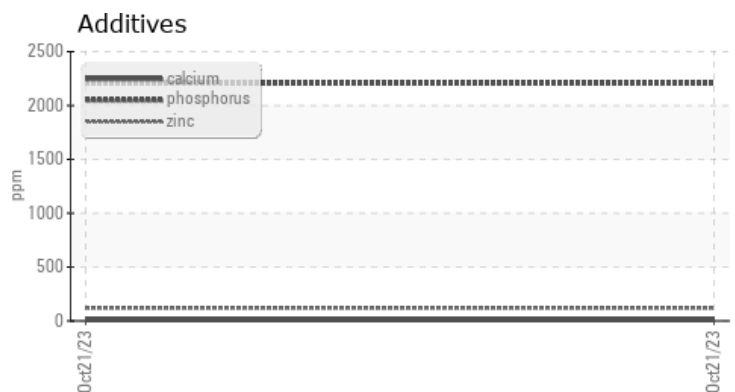 Additives
2500
2000
1500
1000
500
0
ppm
calcium
phosphorus
zinc
Oct21/23
Oct21/23